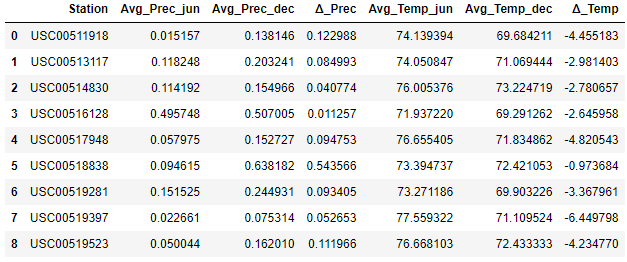 Station Avg_Prec_jun Avg_Prec_dec Δ_Prec Avg_Temp_jun Avg_Temp_dec Δ_Temp
0 USC00511918 0.015157 0.138146 0.122988 74.139394 69.684211 -4.455183
1 USC00513117 0.118248 0.203241 0.084993 74.050847 71.069444 -2.981403
2 USC00514830 0.114192 0.154966 0.040774 76.005376 73.224719 -2.780657
3 USC00516128 0.495748 0.507005 0.011257 71.937220 69.291262 -2.645958
4 USC00517948 0.057975 0.152727 0.094753 76.655405 71.834862 -4.820543
5 USC00518838 0.094615 0.638182 0.543566 73.394737 72.421053 -0.973684
6 USC00519281 0.151525 0.244931 0.093405 73.271186 69.903226 -3.367961
7 USC00519397 0.022661 0.075314 0.052653 77.559322 71.109524 -6.449798
8 USC00519523 0.050044 0.162010 0.111966 76.668103 72.433333 -4.234770